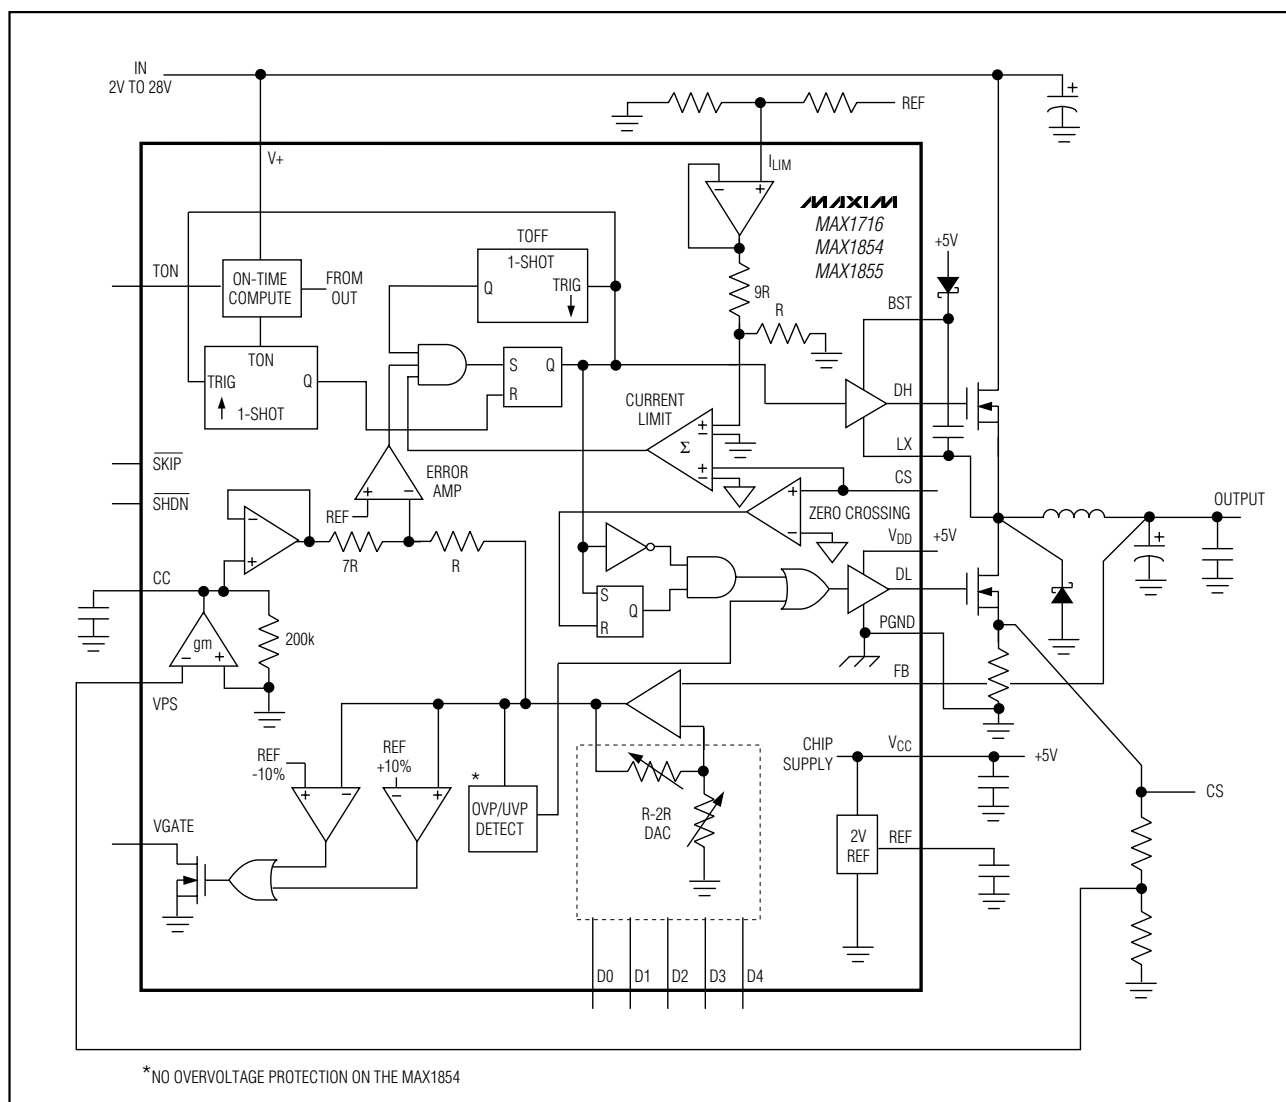 IN
2V TO 28V
REF
V+
ILIM
MAXIM
MAX1716
MAX1854
MAX1855
+5V
TOFF
1-SHOT
Q
TRIG
TON
ON-TIME
COMPUTE
FROM
OUT
9R
R
BST
TON
TRIG
Q
1-SHOT
S
Q
R
DH
CURRENT
LIMIT
+
−
Σ
+
−
LX
SKIP
ERROR
AMP
CS
SHDN
REF
+
−
+
−
ZERO CROSSING
OUTPUT
−
+
7R
R
VDD
+5V
CC
DL
S
Q
R
gm
−
+
200k
PGND
VPS
FB
REF
-10%
REF
+10%
CHIP
SUPPLY
VCC
+5V
*
+
−
−
+
OVP/UVP
DETECT
R-2R
DAC
CS
VGATE
2V
REF
REF
D0
D1
D2
D3
D4
*NO OVERVOLTAGE PROTECTION ON THE MAX1854